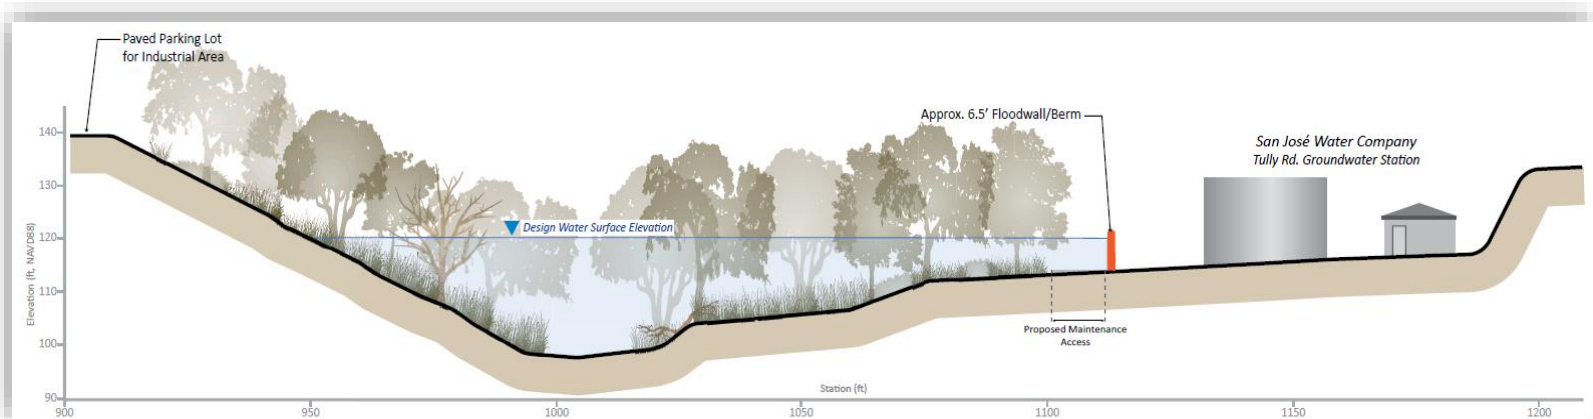 Paved Parking Lot
for Industrial Area
Approx. 6.5' Floodwall/Berm
San José Water Company
Tully Rd. Groundwater Station
Design Water Surface Elevation
Proposed Maintenance
Access
Elevation (ft, NAVD88)
140
130
120
110
100
90
Station (ft)
900
950
1000
1050
1100
1150
1200